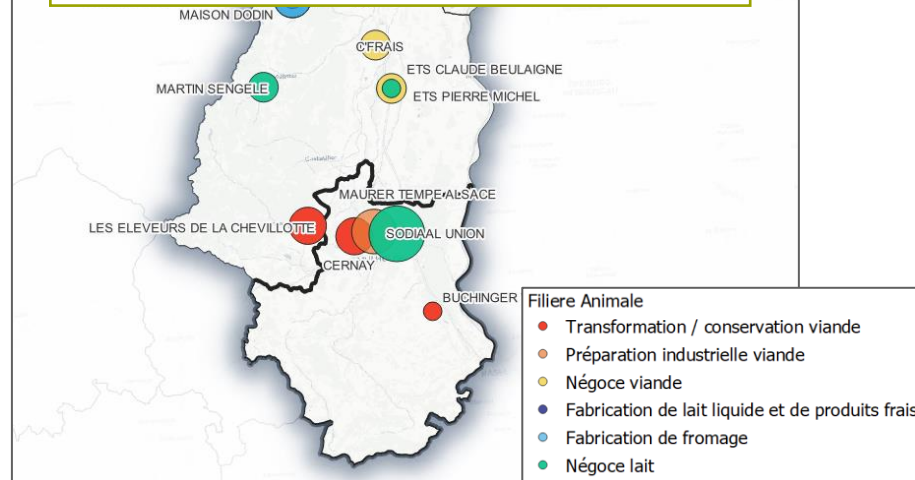 MAISON DODIN
C'FRAIS
ETS CLAUDE BEULAIGNE
MARTIN SENGELE
ETS PIERRE MICHEL
MAURER TEMPE ALSACE
LES ELEVEURS DE LA CHEVILLOTTE
SODIAAL UNION
CERNAY
BUCHINGER
Filiere Animale
Transformation / conservation viande
Préparation industrielle viande
Négoce viande
Fabrication de lait liquide et de produits frais
Fabrication de fromage
Négoce lait